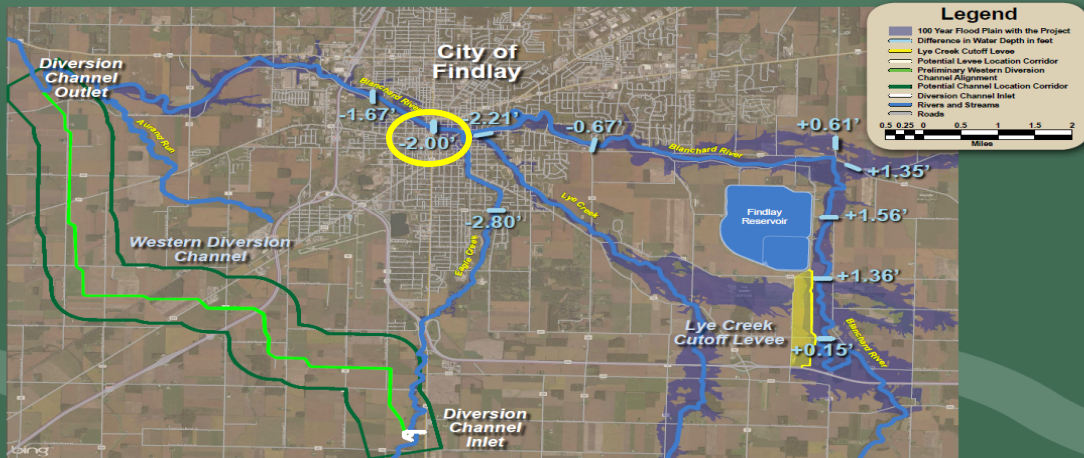 Legend
100 Year Flood Plain with the Project
Difference in Water Depth in feet
Lye Creek Cutoff Levee
Potential Levee Location Corridor
Preliminary Western Diversion
Channel Alignment
Potential Channel Location Corridor
Diversion Channel Inlet
Rivers and Streams
Roads
0.5 0.25 0 0.5 1 1.5 2
Miles
City of
Findlay
Diversion
Channel
Outlet
Aurand Run
Blanchard River
-1.67'
-2.00'
-2.21'
-0.67'
Blanchard River
+0.61'
+1.35'
Findlay
Reservoir
+1.56'
Lye Creek
-2.80'
Eagle Creek
Western Diversion
Channel
+1.36'
Lye Creek
Cutoff Levee
+0.15'
Blanchard River
Diversion
Channel
Inlet
bing